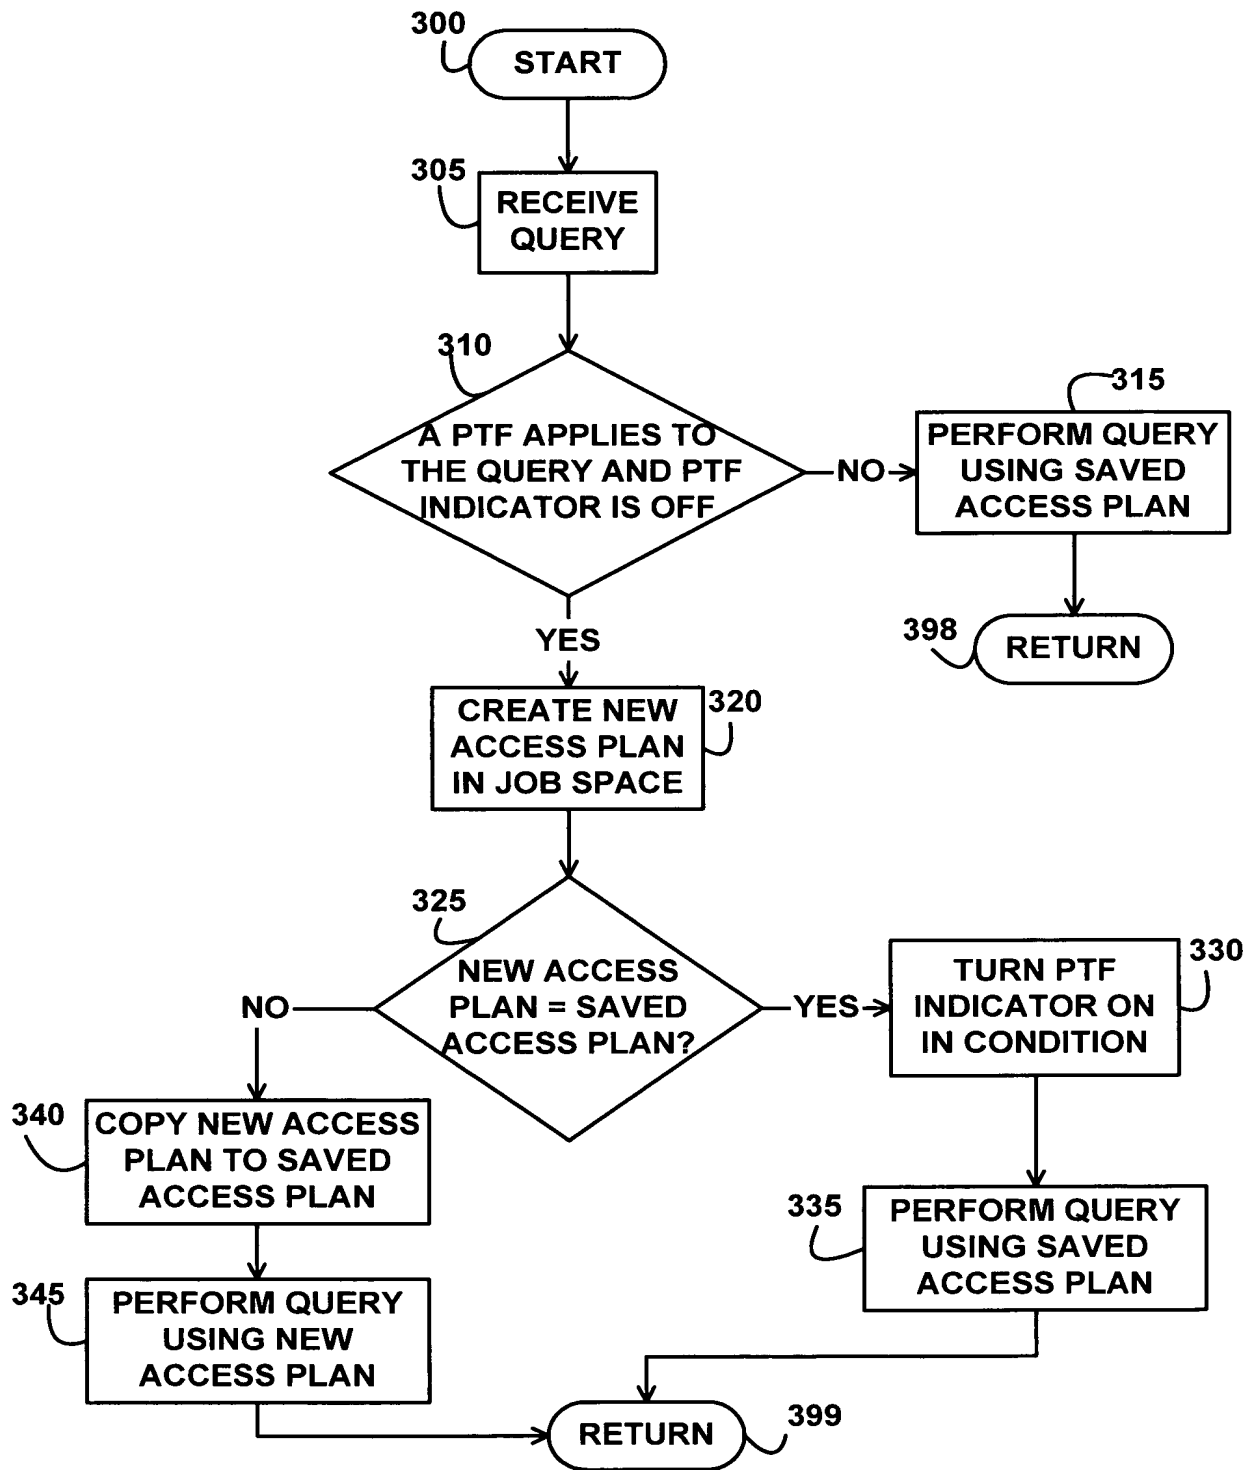 300
START
305
RECEIVE
QUERY
310
A PTF APPLIES TO
THE QUERY AND PTF
INDICATOR IS OFF
NO
315
PERFORM QUERY
USING SAVED
ACCESS PLAN
398
RETURN
YES
320
CREATE NEW
ACCESS PLAN
IN JOB SPACE
325
NEW ACCESS
PLAN = SAVED
ACCESS PLAN?
NO
YES
330
TURN PTF
INDICATOR ON
IN CONDITION
340
COPY NEW ACCESS
PLAN TO SAVED
ACCESS PLAN
335
PERFORM QUERY
USING SAVED
ACCESS PLAN
345
PERFORM QUERY
USING NEW
ACCESS PLAN
RETURN
399